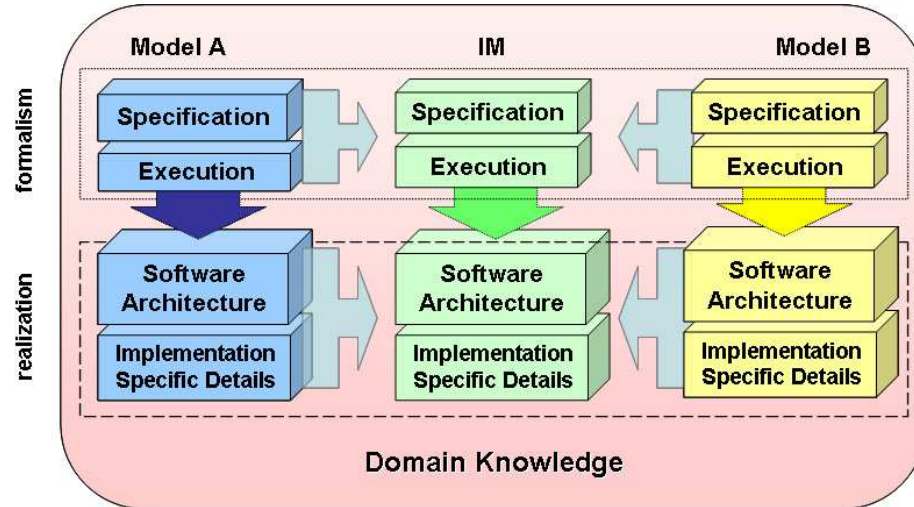 Model A
IM
Model B
formalism
Specification
Execution
Specification
Execution
Specification
Execution
realization
Software
Architecture
Implementation
Specific Details
Software
Architecture
Implementation
Specific Details
Software
Architecture
Implementation
Specific Details
Domain Knowledge